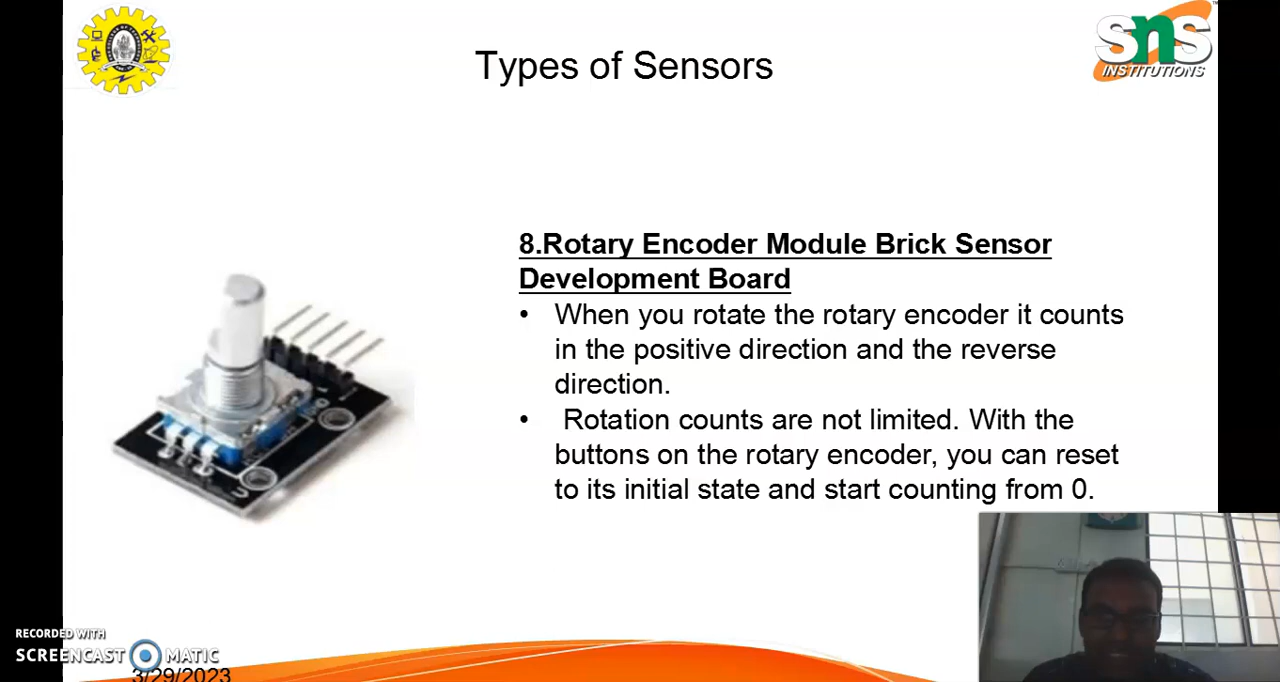 Types of Sensors
SNS
INSTITUTIONS
8.Rotary Encoder Module Brick Sensor
Development Board
• When you rotate the rotary encoder it counts
in the positive direction and the reverse
direction.
• Rotation counts are not limited. With the
buttons on the rotary encoder, you can reset
to its initial state and start counting from 0.
RECORDED WITH
SCREENCAST MATIC
3/29/2023